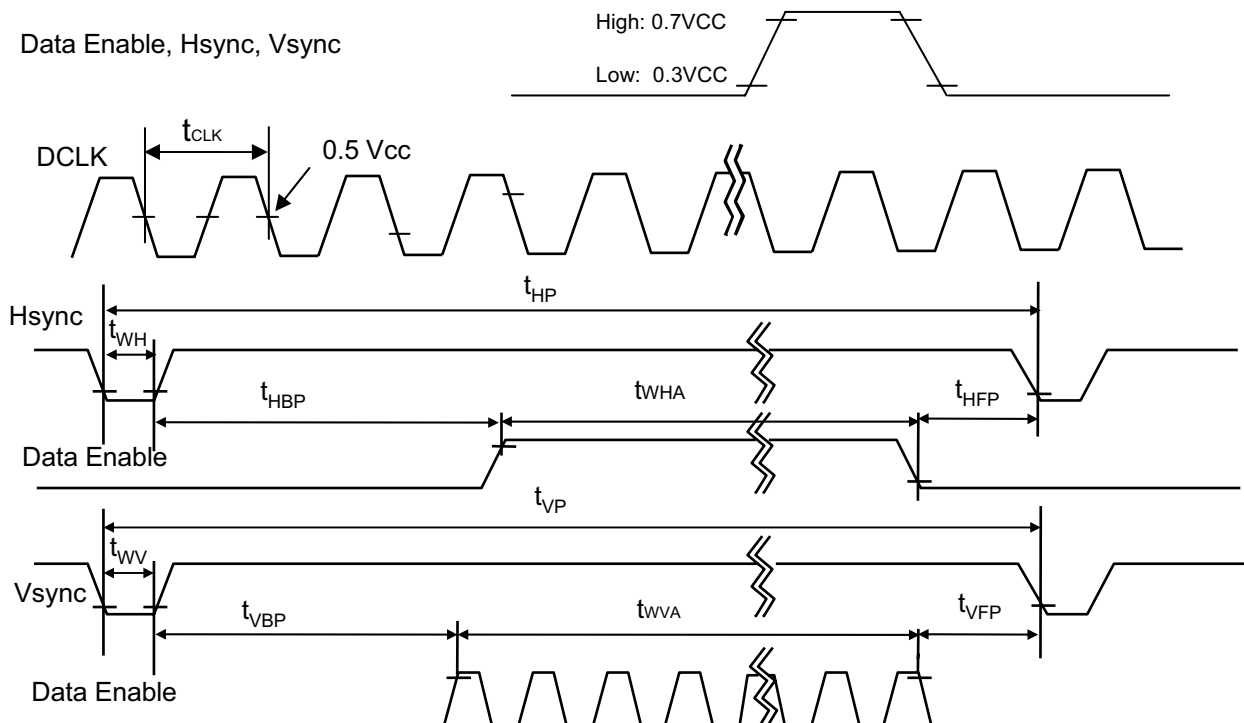 High: 0.7VCC
Data Enable, Hsync, Vsync
Low: 0.3VCC
tCLK
DCLK
0.5 Vcc
tHP
Hsync
tWH
tHBP
tWHA
tHFP
Data Enable
tVP
tWV
Vsync
tVBP
tWVA
tVFP
Data Enable